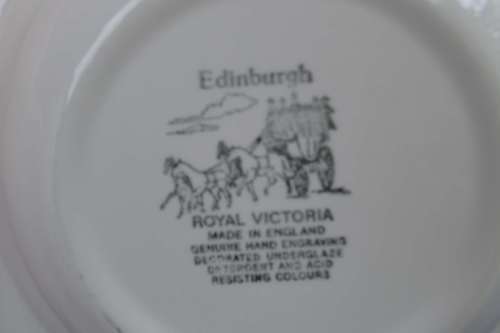 Edinburgh
ROYAL VICTORIA
MADE IN ENGLAND
GENUINE HAND ENGRAVING
DECORATED UNDERGLAZE
DETERGENT AND ACID
RESISTING COLOURS